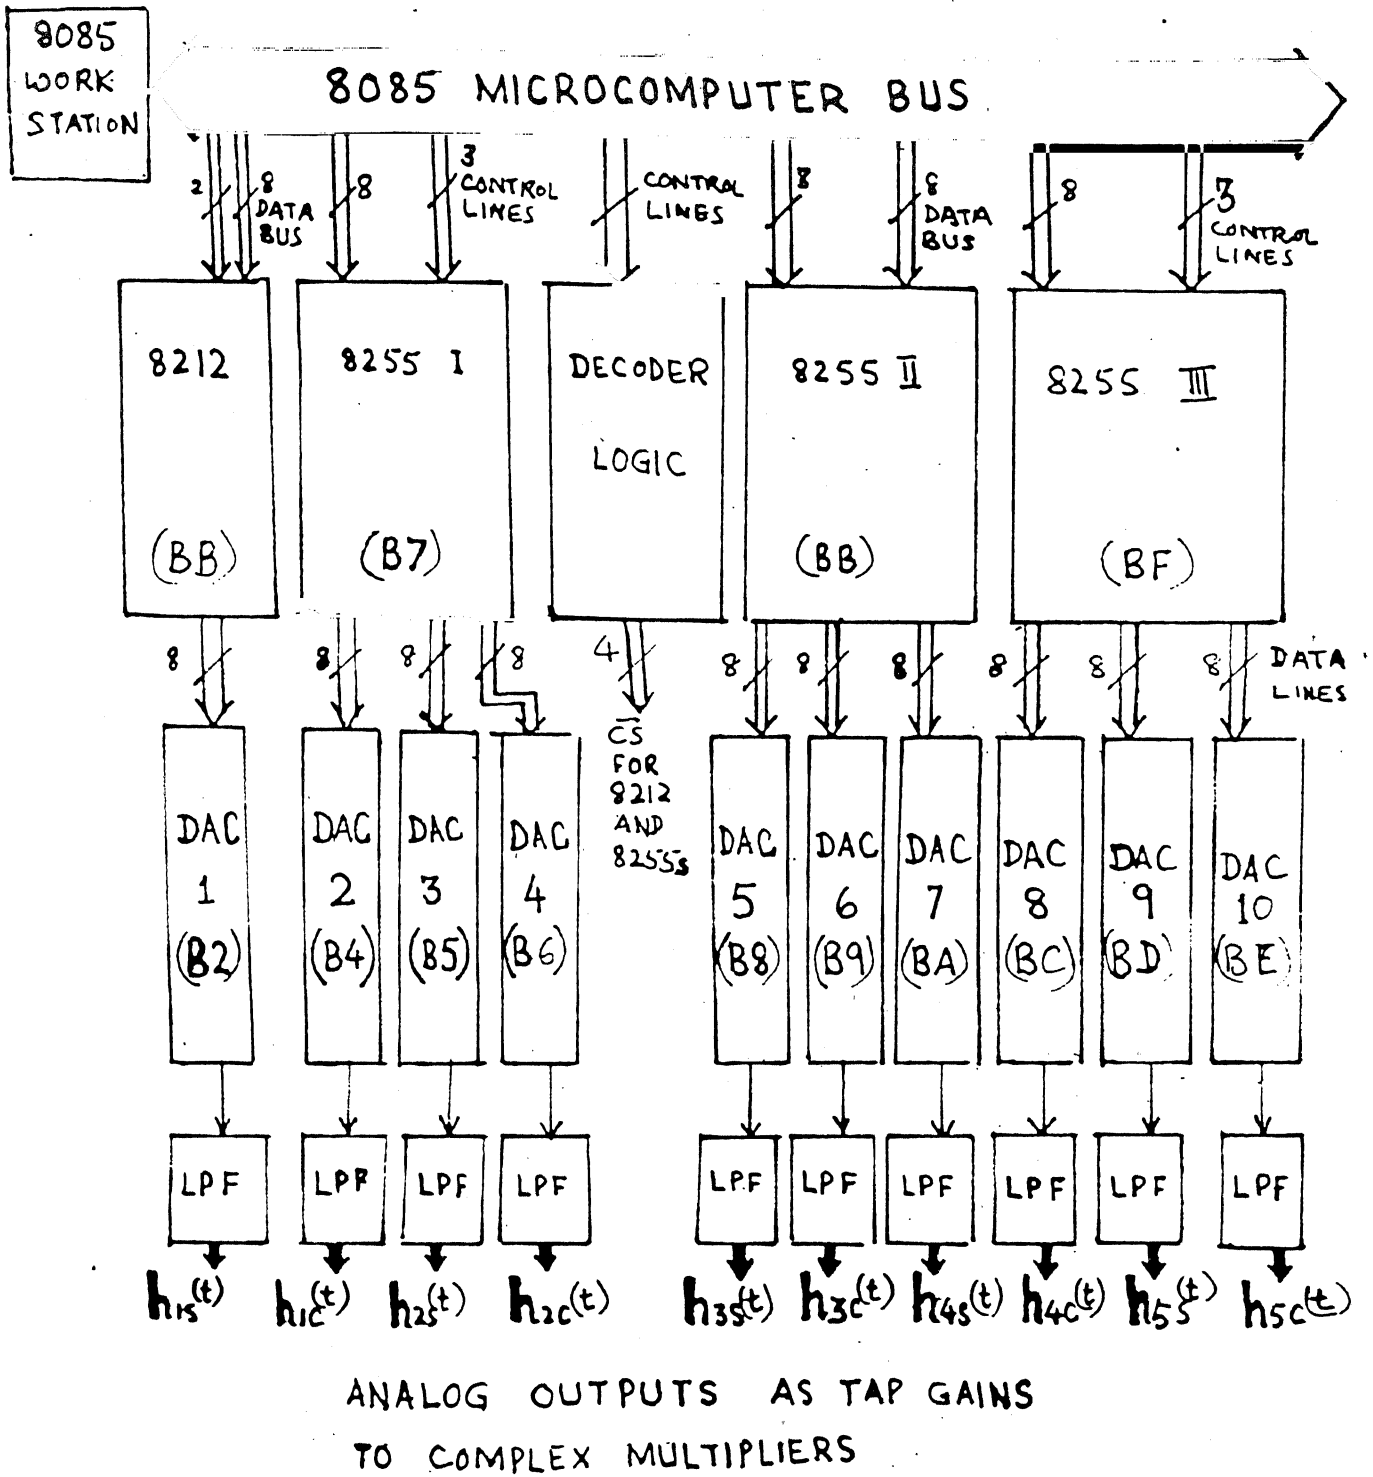 8085
WORK
STATION
8085 MICROCOMPUTER BUS
2
8
DATA
BUS
8
3
CONTROL
LINES
CONTROL
LINES
8
8
DATA
BUS
8
3
CONTROL
LINES
8212
(BB)
8255 I
(B7)
DECODER
LOGIC
8255 II
(BB)
8255 III
(BF)
8
8
8
8
4
8
8
8
8
8
8
DATA
LINES
CS
FOR
8212
AND
8255s
DAC
1
(B2)
DAC
2
(B4)
DAC
3
(B5)
DAC
4
(B6)
DAC
5
(B8)
DAC
6
(B9)
DAC
7
(BA)
DAC
8
(BC)
DAC
9
(BD)
DAC
10
(BE)
LPF
LPF
LPF
LPF
LPF
LPF
LPF
LPF
LPF
LPF
h1s(t)
h1c(t)
h2s(t)
h2c(t)
h3s(t)
h3c(t)
h4s(t)
h4c(t)
h5s(t)
h5c(t)
ANALOG OUTPUTS AS TAP GAINS
TO COMPLEX MULTIPLIERS